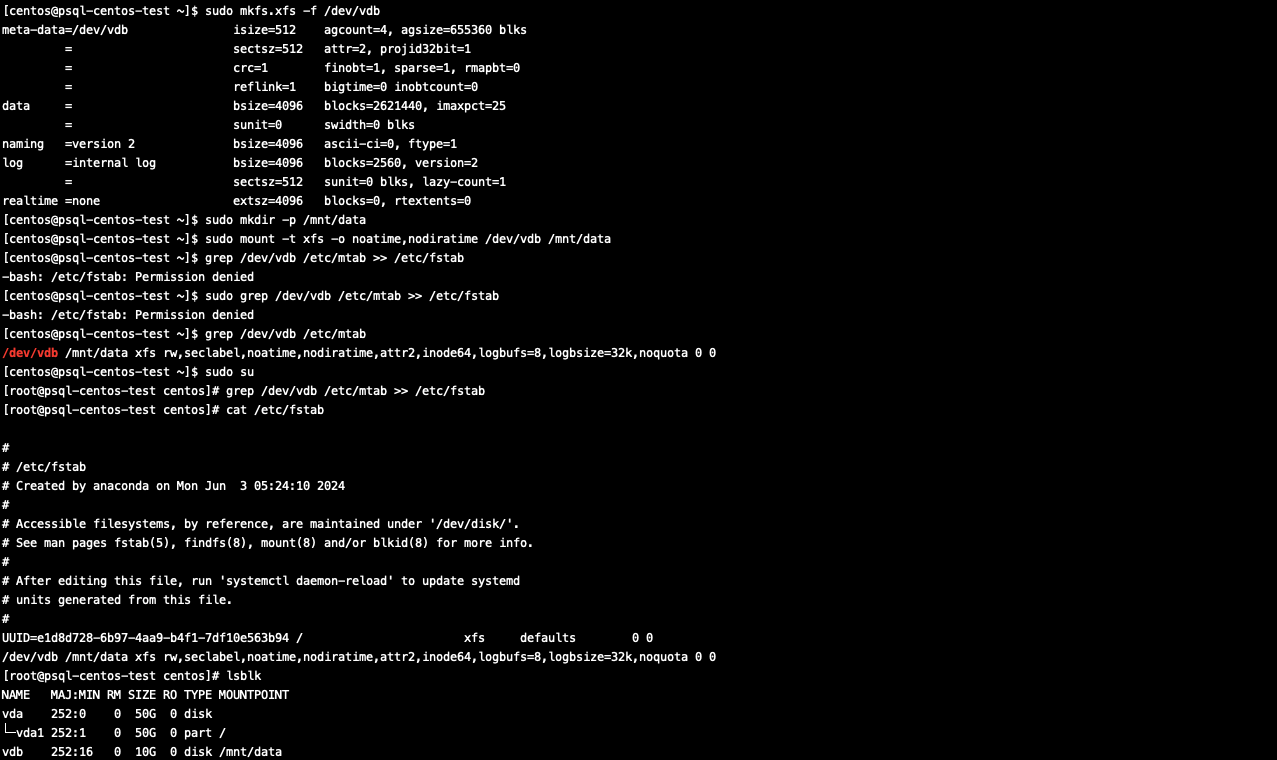 [centos@psql-centos-test ~]$ sudo mkfs.xfs -f /dev/vdb
meta-data=/dev/vdb               isize=512    agcount=4, agsize=655360 blks
         =                       sectsz=512   attr=2, projid32bit=1
         =                       crc=1        finobt=1, sparse=1, rmapbt=0
         =                       reflink=1    bigtime=0 inobtcount=0
data     =                       bsize=4096   blocks=2621440, imaxpct=25
         =                       sunit=0      swidth=0 blks
naming   =version 2              bsize=4096   ascii-ci=0, ftype=1
log      =internal log           bsize=4096   blocks=2560, version=2
         =                       sectsz=512   sunit=0 blks, lazy-count=1
realtime =none                   extsz=4096   blocks=0, rtextents=0
[centos@psql-centos-test ~]$ sudo mkdir -p /mnt/data
[centos@psql-centos-test ~]$ sudo mount -t xfs -o noatime,nodiratime /dev/vdb /mnt/data
[centos@psql-centos-test ~]$ grep /dev/vdb /etc/mtab >> /etc/fstab
-bash: /etc/fstab: Permission denied
[centos@psql-centos-test ~]$ sudo grep /dev/vdb /etc/mtab >> /etc/fstab
-bash: /etc/fstab: Permission denied
[centos@psql-centos-test ~]$ grep /dev/vdb /etc/mtab
/dev/vdb /mnt/data xfs rw,seclabel,noatime,nodiratime,attr2,inode64,logbufs=8,logbsize=32k,noquota 0 0
[centos@psql-centos-test ~]$ sudo su
[root@psql-centos-test centos]# grep /dev/vdb /etc/mtab >> /etc/fstab
[root@psql-centos-test centos]# cat /etc/fstab

#
# /etc/fstab
# Created by anaconda on Mon Jun  3 05:24:10 2024
#
# Accessible filesystems, by reference, are maintained under '/dev/disk/'.
# See man pages fstab(5), findfs(8), mount(8) and/or blkid(8) for more info.
#
# After editing this file, run 'systemctl daemon-reload' to update systemd
# units generated from this file.
#
UUID=e1d8d728-6b97-4aa9-b4f1-7df10e563b94 /                       xfs     defaults        0 0
/dev/vdb /mnt/data xfs rw,seclabel,noatime,nodiratime,attr2,inode64,logbufs=8,logbsize=32k,noquota 0 0
[root@psql-centos-test centos]# lsblk
NAME   MAJ:MIN RM SIZE RO TYPE MOUNTPOINT
vda    252:0    0  50G  0 disk
└─vda1 252:1    0  50G  0 part /
vdb    252:16   0  10G  0 disk /mnt/data